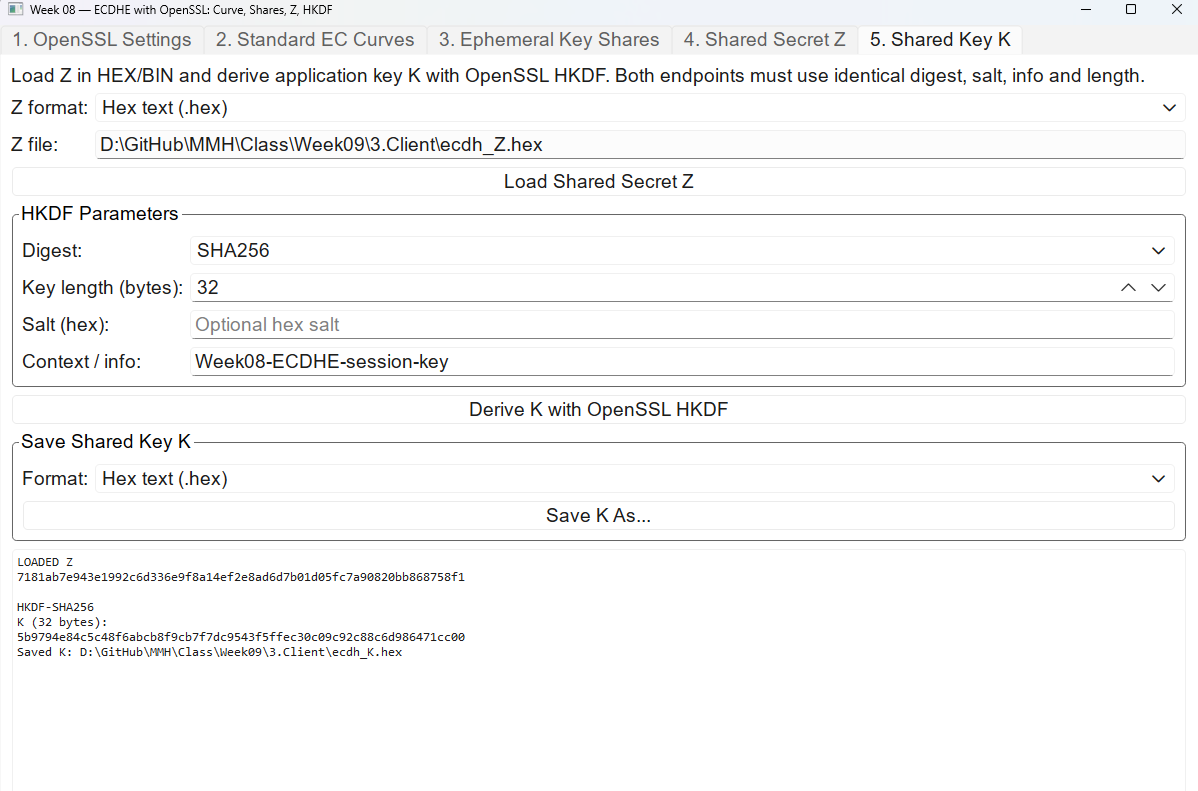 Week 08 — ECDHE with OpenSSL: Curve, Shares, Z, HKDF
1. OpenSSL Settings 2. Standard EC Curves 3. Ephemeral Key Shares 4. Shared Secret Z 5. Shared Key K
Load Z in HEX/BIN and derive application key K with OpenSSL HKDF. Both endpoints must use identical digest, salt, info and length.
Z format: Hex text (.hex)
Z file: D:\GitHub\MMH\Class\Week09\3.Client\ecdh_Z.hex
Load Shared Secret Z
HKDF Parameters
Digest: SHA256
Key length (bytes): 32
Salt (hex): Optional hex salt
Context / info: Week08-ECDHE-session-key
Derive K with OpenSSL HKDF
Save Shared Key K
Format: Hex text (.hex)
Save K As...
LOADED Z
7181ab7e943e1992c6d336e9f8a14ef2e8ad6d7b01d05fc7a90820bb868758f1
HKDF-SHA256
K (32 bytes):
5b9794e84c5c48f6abcb8f9cb7f7dc9543f5ffec30c09c92c88c6d986471cc00
Saved K: D:\GitHub\MMH\Class\Week09\3.Client\ecdh_K.hex